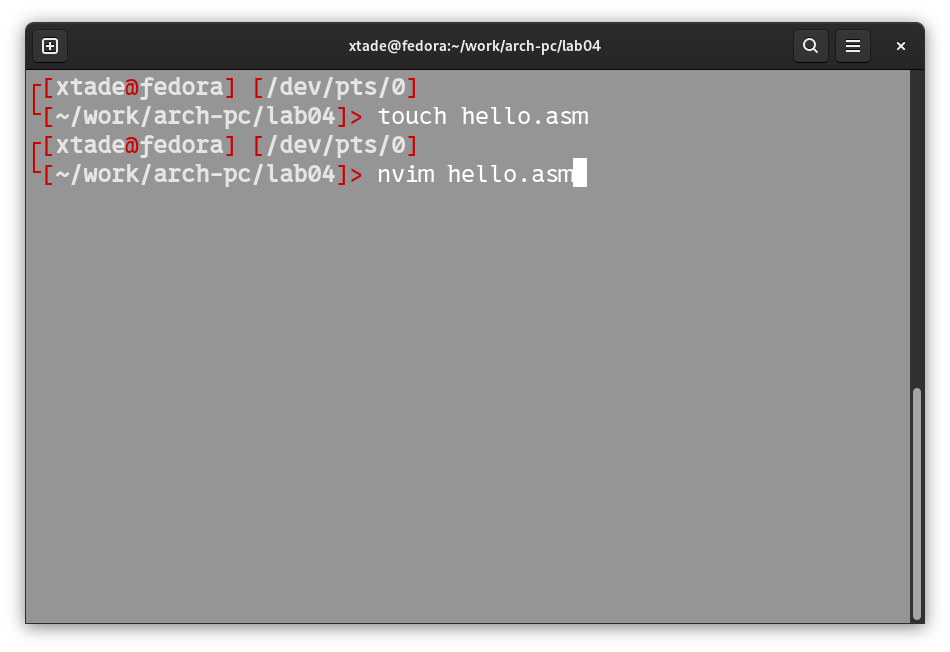 xtade@fedora:~/work/arch-pc/lab04
[xtade@fedora] [/dev/pts/0]
[~/work/arch-pc/lab04]> touch hello.asm
[xtade@fedora] [/dev/pts/0]
[~/work/arch-pc/lab04]> nvim hello.asm